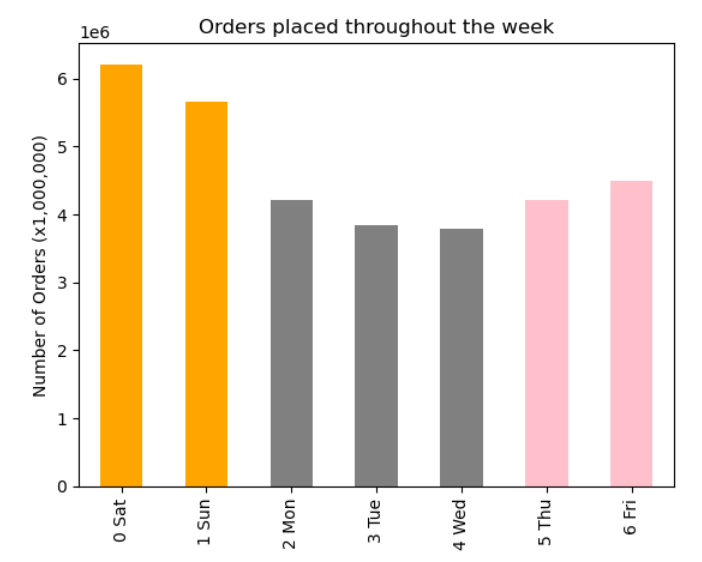 Orders placed throughout the week
1e6
Number of Orders (x1,000,000)
6
5
4
3
2
1
0
0 Sat
1 Sun
2 Mon
3 Tue
4 Wed
5 Thu
6 Fri